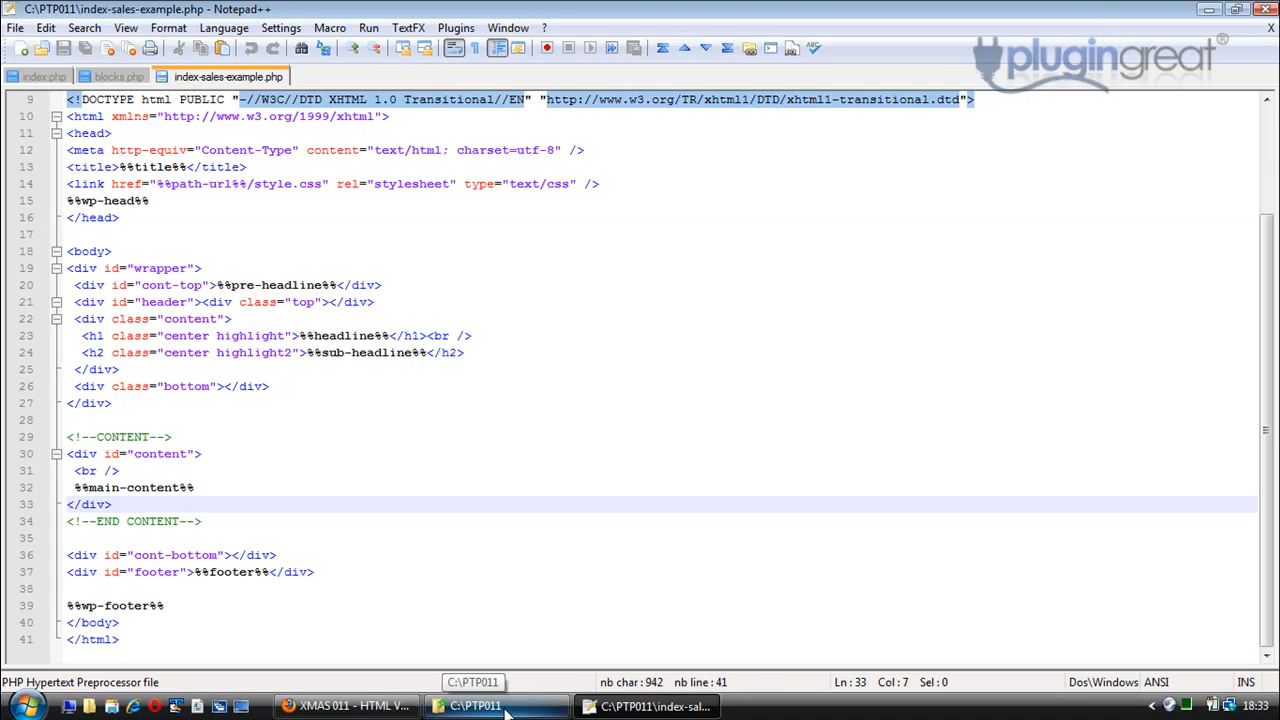 C:\PTP011\index-sales-example.php - Notepad++
File Edit Search View Format Language Settings Macro Run TextFX Plugins Window ? X
plugingreat®
index.php blocks.php index-sales-example.php
9 <!DOCTYPE html PUBLIC "-//W3C//DTD XHTML 1.0 Transitional//EN" "http://www.w3.org/TR/xhtml1/DTD/xhtml1-transitional.dtd">
10 <html xmlns="http://www.w3.org/1999/xhtml">
11 <head>
12 <meta http-equiv="Content-Type" content="text/html; charset=utf-8" />
13 <title>%%title%%</title>
14 <link href="%%path-url%%/style.css" rel="stylesheet" type="text/css" />
15 %%wp-head%%
16 </head>
17
18 <body>
19 <div id="wrapper">
20 <div id="cont-top">%%pre-headline%%</div>
21 <div id="header"><div class="top"></div>
22 <div class="content">
23 <h1 class="center highlight">%%headline%%</h1><br />
24 <h2 class="center highlight2">%%sub-headline%%</h2>
25 </div>
26 <div class="bottom"></div>
27 </div>
28
29 <!--CONTENT-->
30 <div id="content">
31 <br />
32 %%main-content%%
33 </div>
34 <!--END CONTENT-->
35
36 <div id="cont-bottom"></div>
37 <div id="footer">%%footer%%</div>
38
39 %%wp-footer%%
40 </body>
41 </html>
PHP Hypertext Preprocessor file C:\PTP011 nb char: 942 nb line: 41 Ln: 33 Col: 7 Sel: 0 Dos\Windows ANSI INS
XMAS 011 - HTML V... C:\PTP011 C:\PTP011\index-sal... 18:33